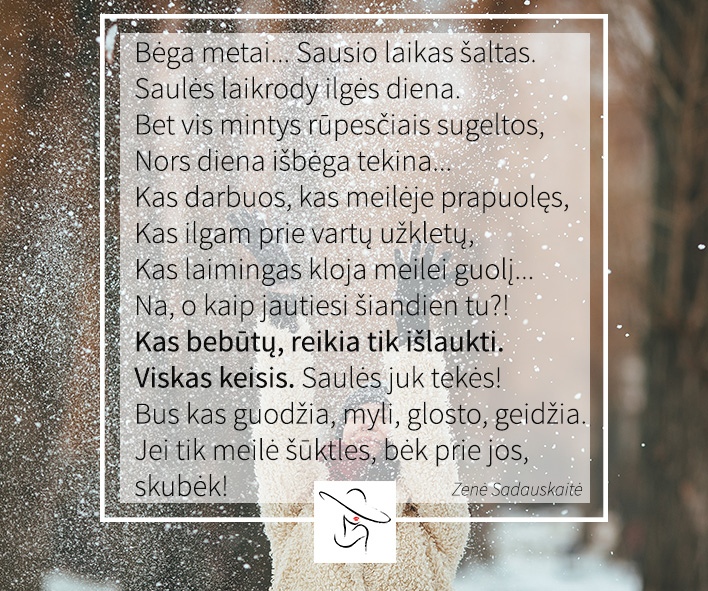 Bėga metai... Sausio laikas šaltas.
Saulės laikrody ilgės diena.
Bet vis mintys rūpesčiais sugeltos,
Nors diena išbėga tekina...
Kas darbuos, kas meilėje prapuolęs,
Kas ilgam prie vartų užkletų,
Kas laimingas kloja meilei guolį...
Na, o kaip jautiesi šiandien tu?!
Kas bebūtų, reikia tik išlaukti.
Viskas keisis. Saulės juk tekės!
Bus kas guodžia, myli, glosto, geidžia.
Jei tik meilė šūktles, bėk prie jos,
skubėk!
Zenė Sadauskaitė